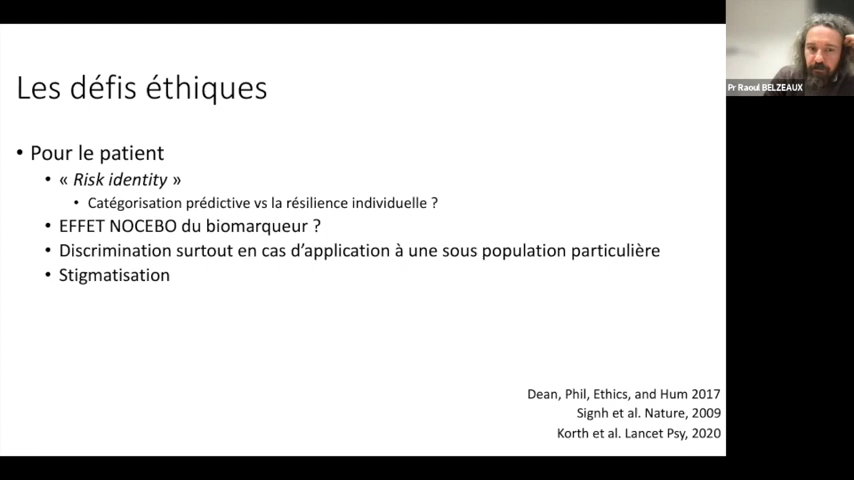 Les défis éthiques
• Pour le patient
• « Risk identity »
• Catégorisation prédictive vs la résilience individuelle ?
• EFFET NOCEBO du biomarqueur ?
• Discrimination surtout en cas d’application à une sous population particulière
• Stigmatisation
Dean, Phil, Ethics, and Hum 2017
Signh et al. Nature, 2009
Korth et al. Lancet Psy, 2020
Pr Raoul BELZEAUX